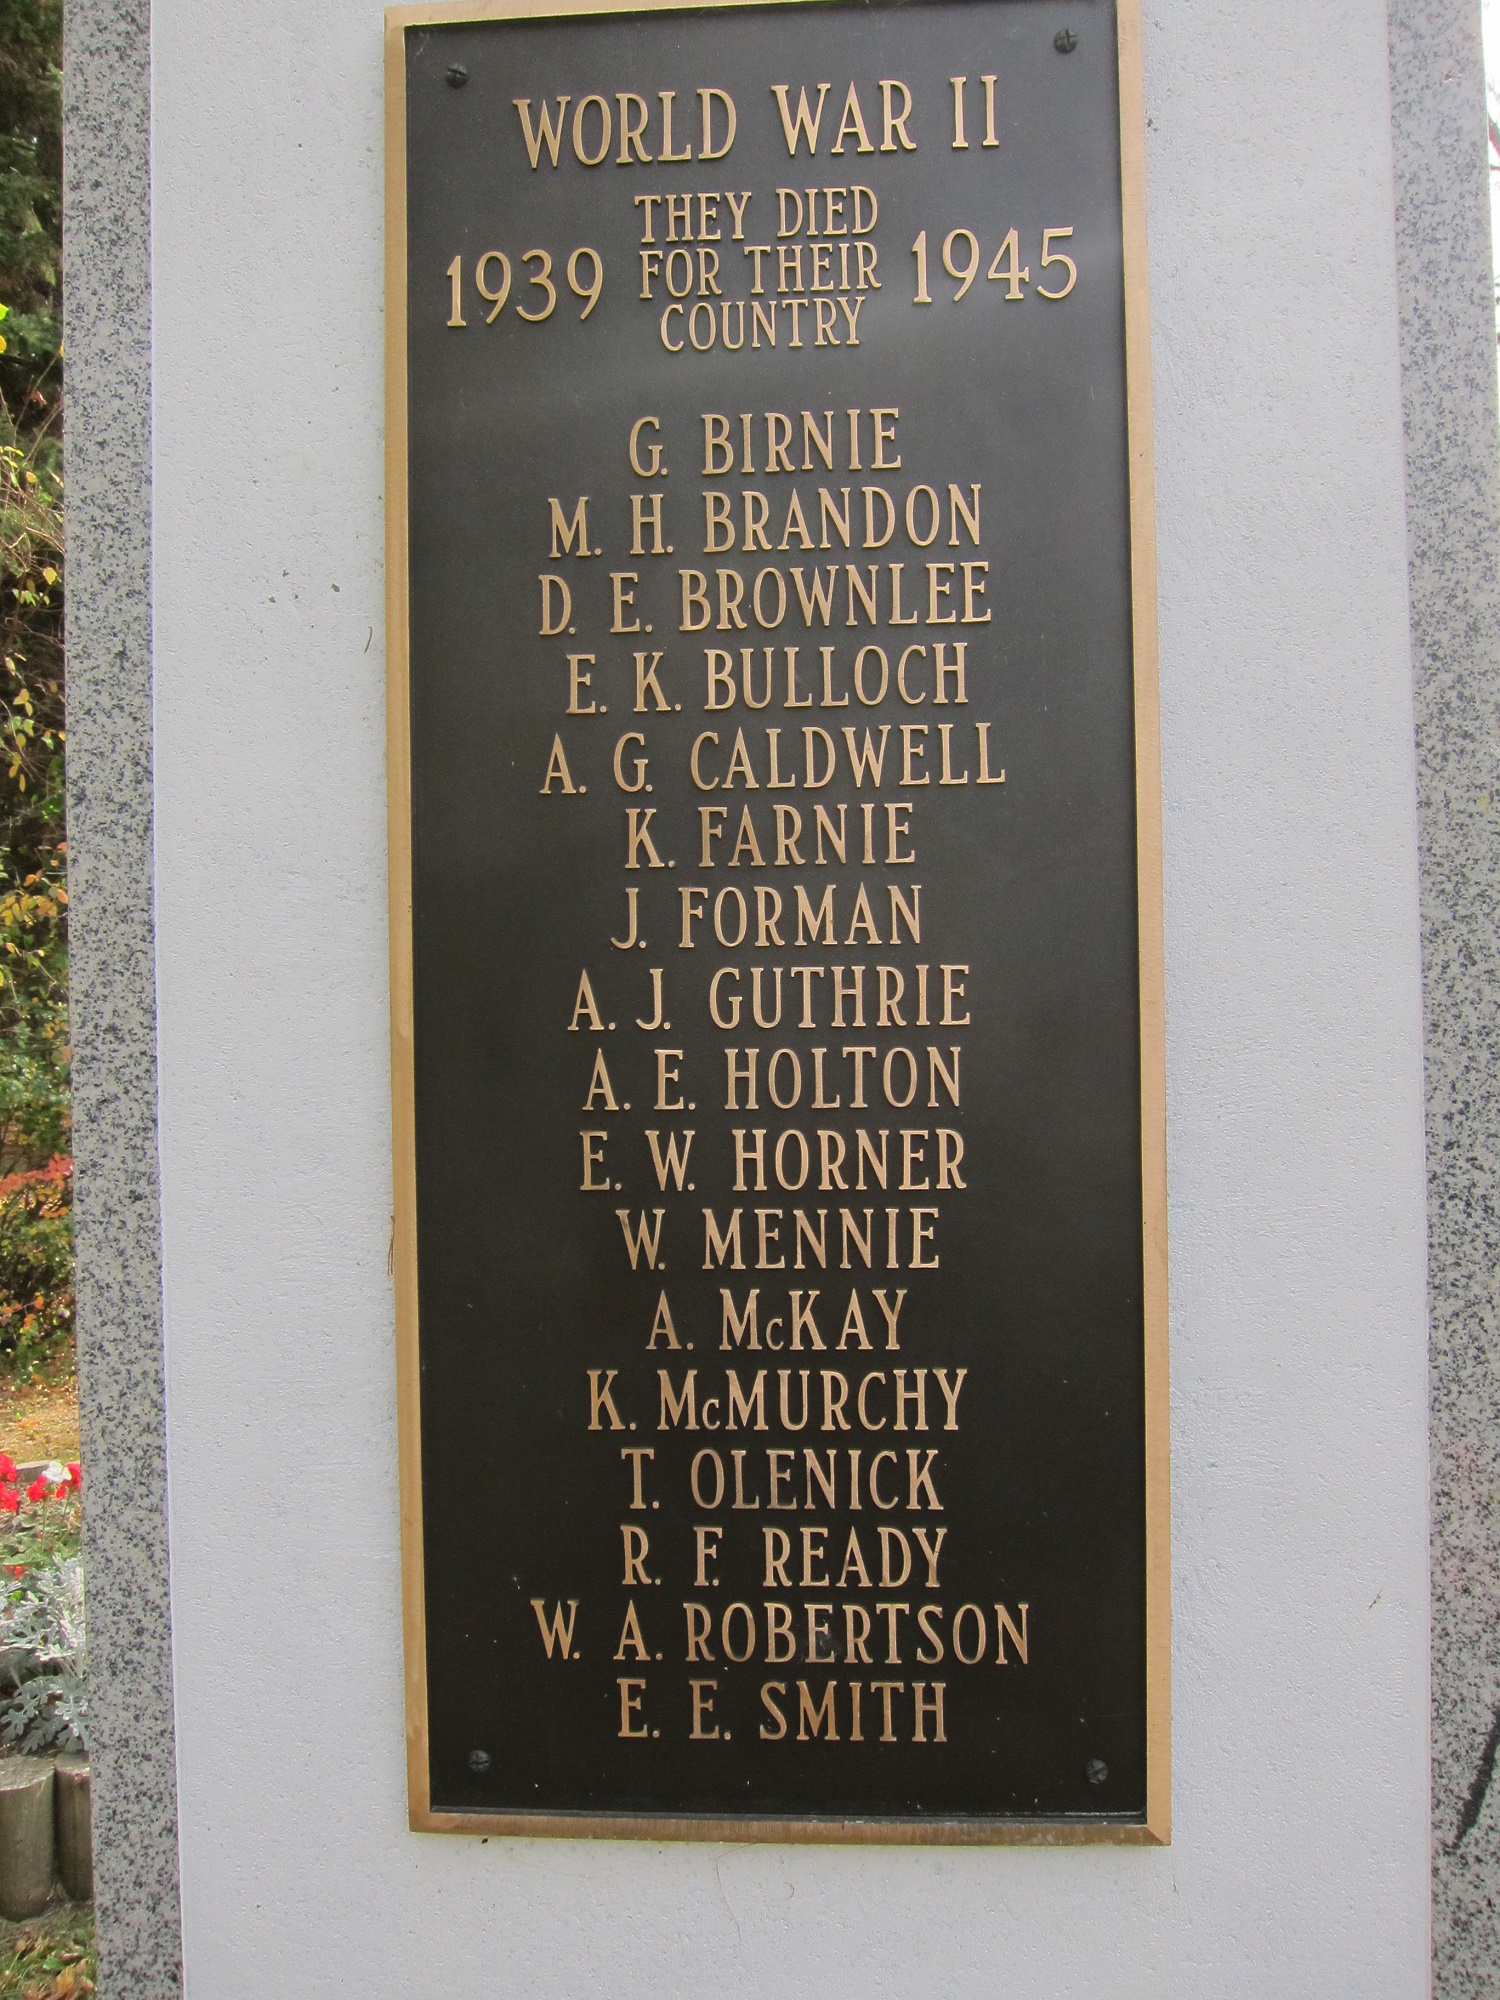 WORLD WAR II
THEY DIED
1939 FOR THEIR 1945
COUNTRY
G. BIRNIE
M. H. BRANDON
D. E. BROWNLEE
E. K. BULLOCH
A. G. CALDWELL
K. FARNIE
J. FORMAN
A. J. GUTHRIE
A. E. HOLTON
E. W. HORNER
W. MENNIE
A. McKAY
K. McMURCHY
T. OLENICK
R. F. READY
W. A. ROBERTSON
E. E. SMITH